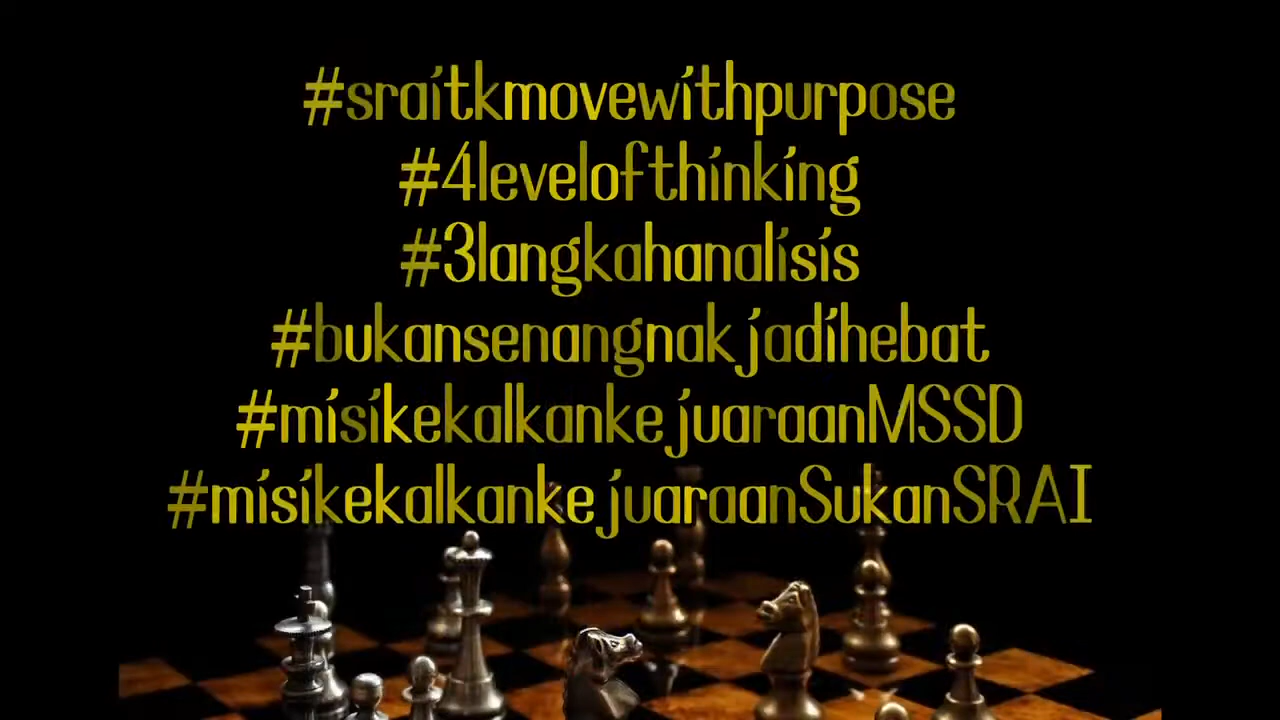 #sraitkmovewithpurpose
#4levelofthinking
#3langkahanalisis
#bukansenangnakjadihebat
#misikekalkankejuaraanMSSD
#misikekalkankejuaraanSukanSRAI